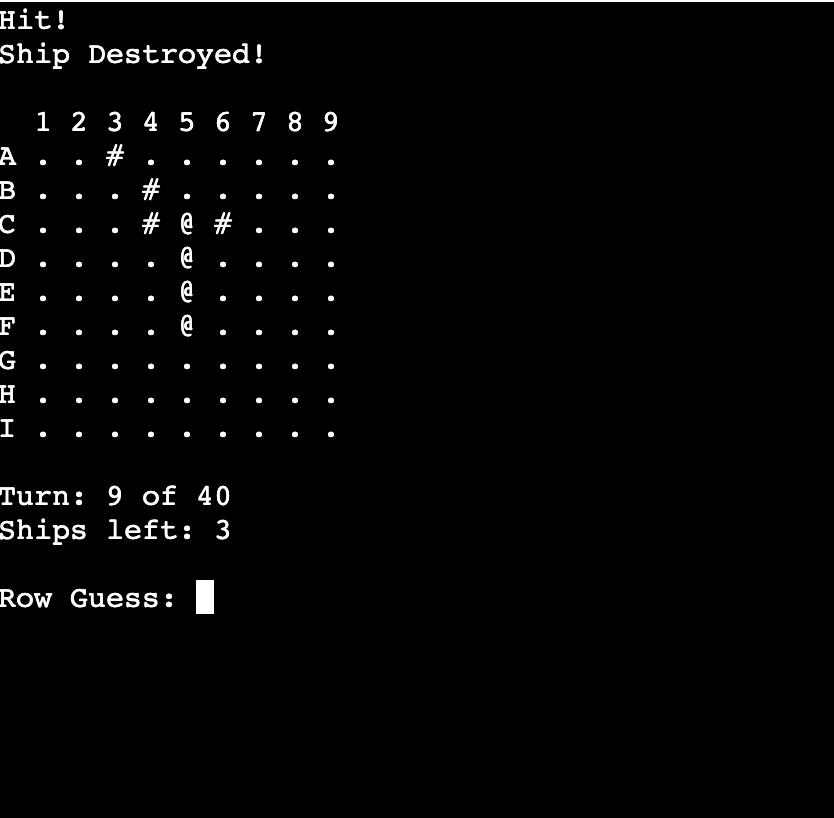 Hit!
Ship Destroyed!
  1 2 3 4 5 6 7 8 9
A . . # . . . . . .
B . . . # . . . . .
C . . . # @ # . . .
D . . . . @ . . . .
E . . . . @ . . . .
F . . . . @ . . . .
G . . . . . . . . .
H . . . . . . . . .
I . . . . . . . . .
Turn: 9 of 40
Ships left: 3
Row Guess: